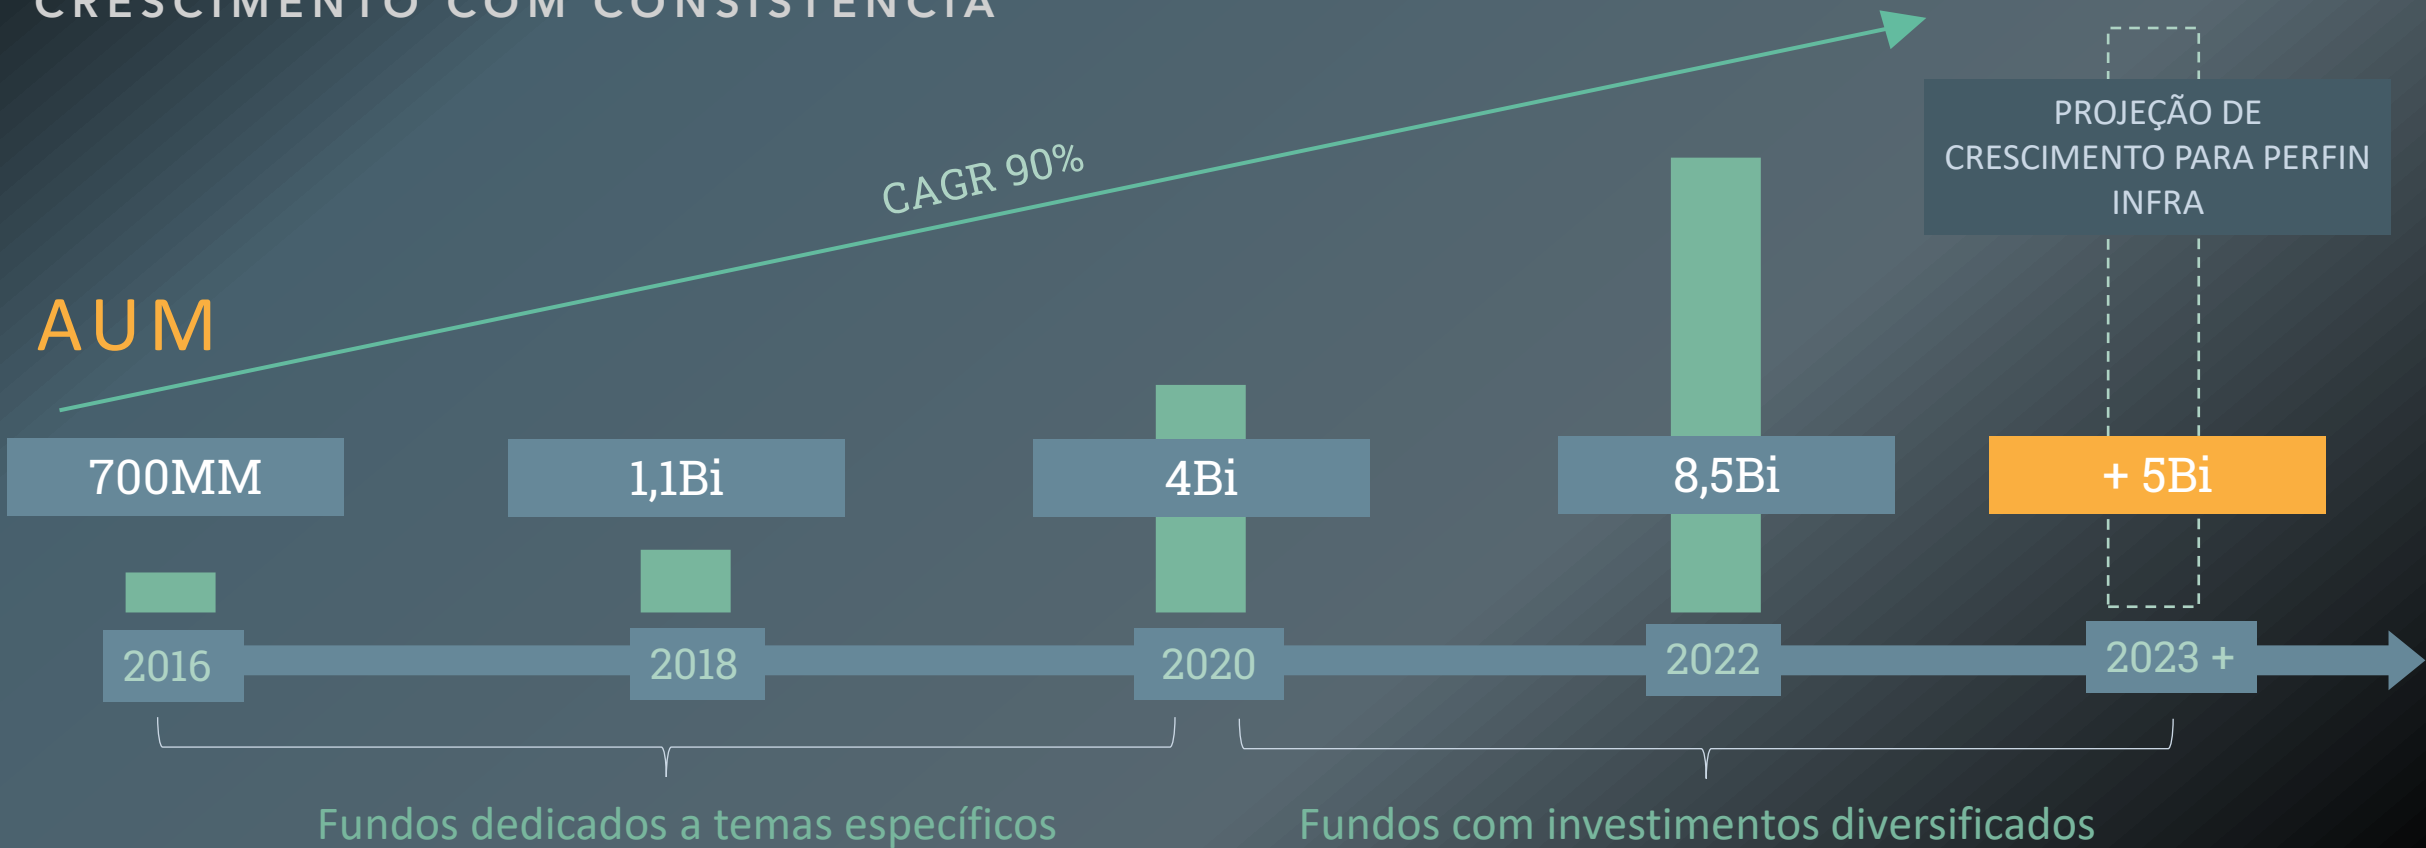 CRESCIMENTO COM CONSISTÊNCIA
PROJEÇÃO DE
CRESCIMENTO PARA PERFIN
INFRA
CAGR 90%
AUM
700MM
1,1Bi
4Bi
8,5Bi
+ 5Bi
2016
2018
2020
2022
2023 +
Fundos dedicados a temas específicos
Fundos com investimentos diversificados